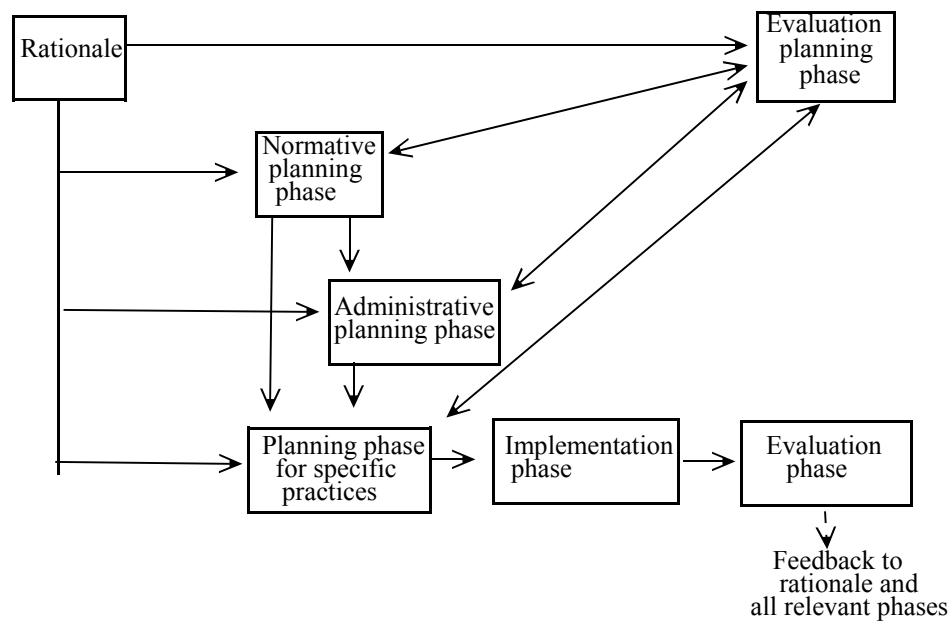 Rationale
Evaluation
planning
phase
Normative
planning
phase
Administrative
planning phase
Planning phase
for specific
practices
Implementation
phase
Evaluation
phase
Feedback to
rationale and
all relevant phases